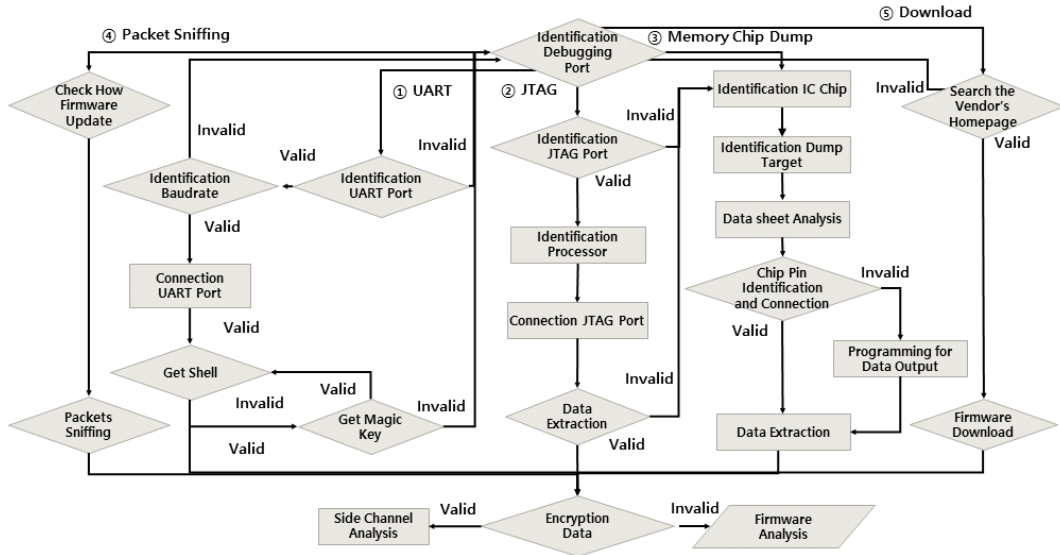 ⑤ Download
④ Packet Sniffing
Identification
Debugging
Port
③ Memory Chip Dump
Check How
Firmware
Update
① UART
② JTAG
Identification IC Chip
Invalid
Search the
Vendor's
Homepage
Invalid
Valid
Invalid
Identification
JTAG Port
Invalid
Valid
Identification Dump
Target
Identification
Baudrate
Identification
UART Port
Valid
Valid
Data sheet Analysis
Identification
Processor
Connection
UART Port
Chip Pin
Identification
and Connection
Invalid
Connection JTAG Port
Valid
Valid
Programming for
Data Output
Get Shell
Valid
Invalid
Invalid
Invalid
Packets
Sniffing
Get Magic
Key
Data
Extraction
Data Extraction
Firmware
Download
Valid
Valid
Valid
Invalid
Side Channel
Analysis
Encryption
Data
Firmware
Analysis